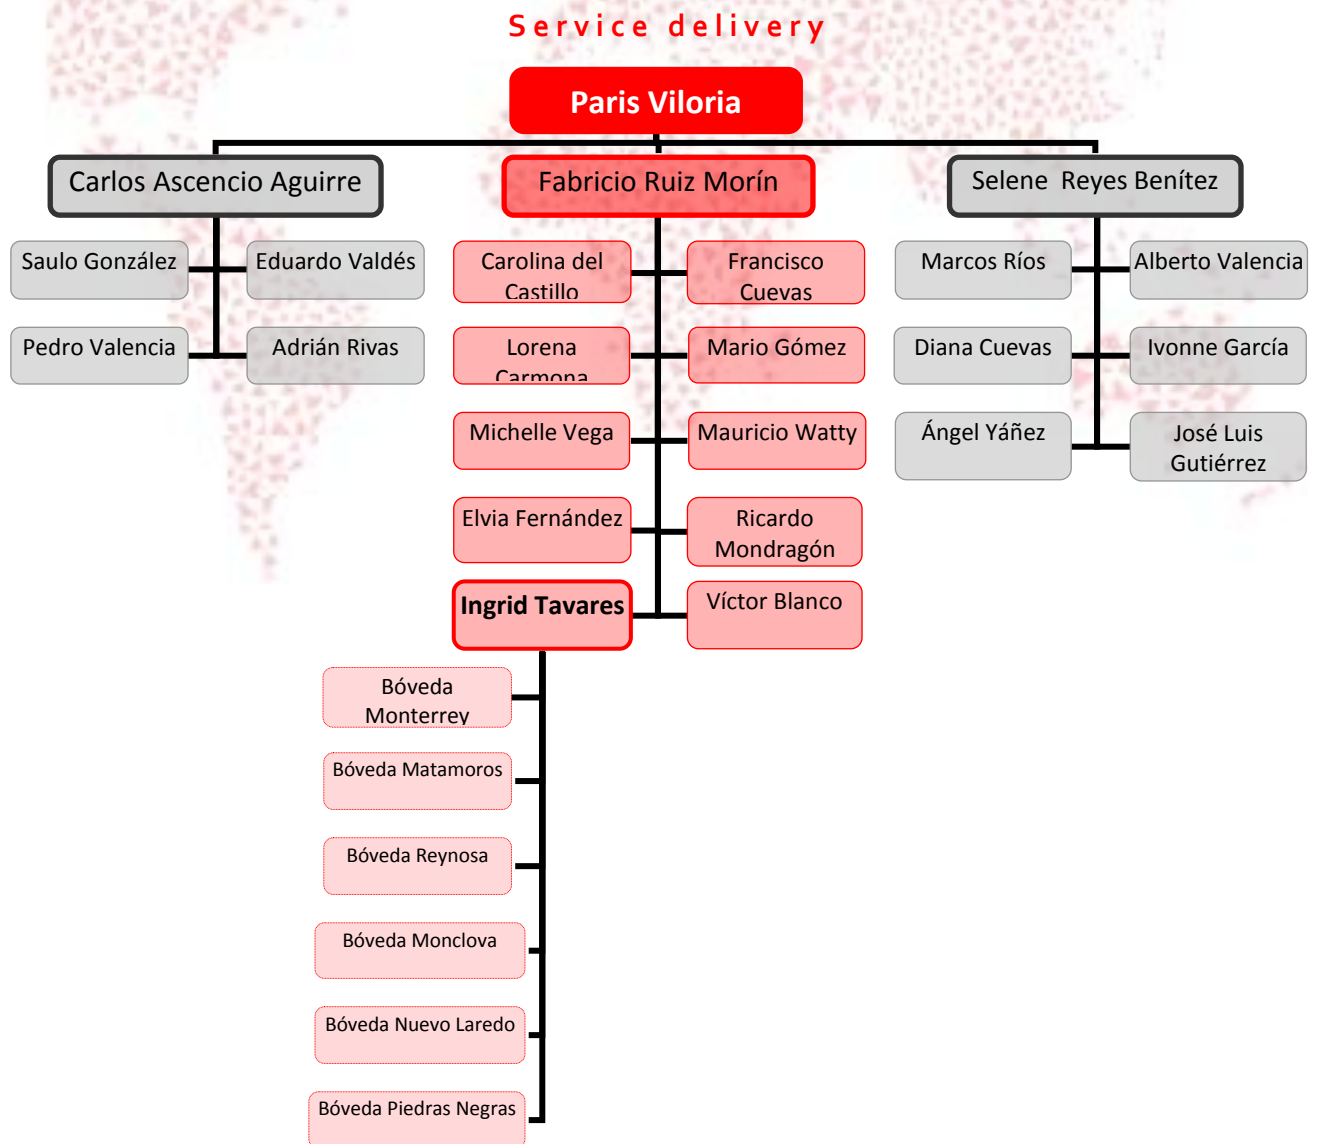 Service delivery
Paris Viloria
Carlos Ascencio Aguirre
Fabricio Ruiz Morín
Selene Reyes Benítez
Saulo González
Eduardo Valdés
Pedro Valencia
Adrián Rivas
Carolina del
Castillo
Francisco
Cuevas
Lorena
Carmona
Mario Gómez
Michelle Vega
Mauricio Watty
Elvia Fernández
Ricardo
Mondragón
Ingrid Tavares
Víctor Blanco
Marcos Ríos
Alberto Valencia
Diana Cuevas
Ivonne García
Ángel Yáñez
José Luis
Gutiérrez
Bóveda
Monterrey
Bóveda Matamoros
Bóveda Reynosa
Bóveda Monclova
Bóveda Nuevo Laredo
Bóveda Piedras Negras